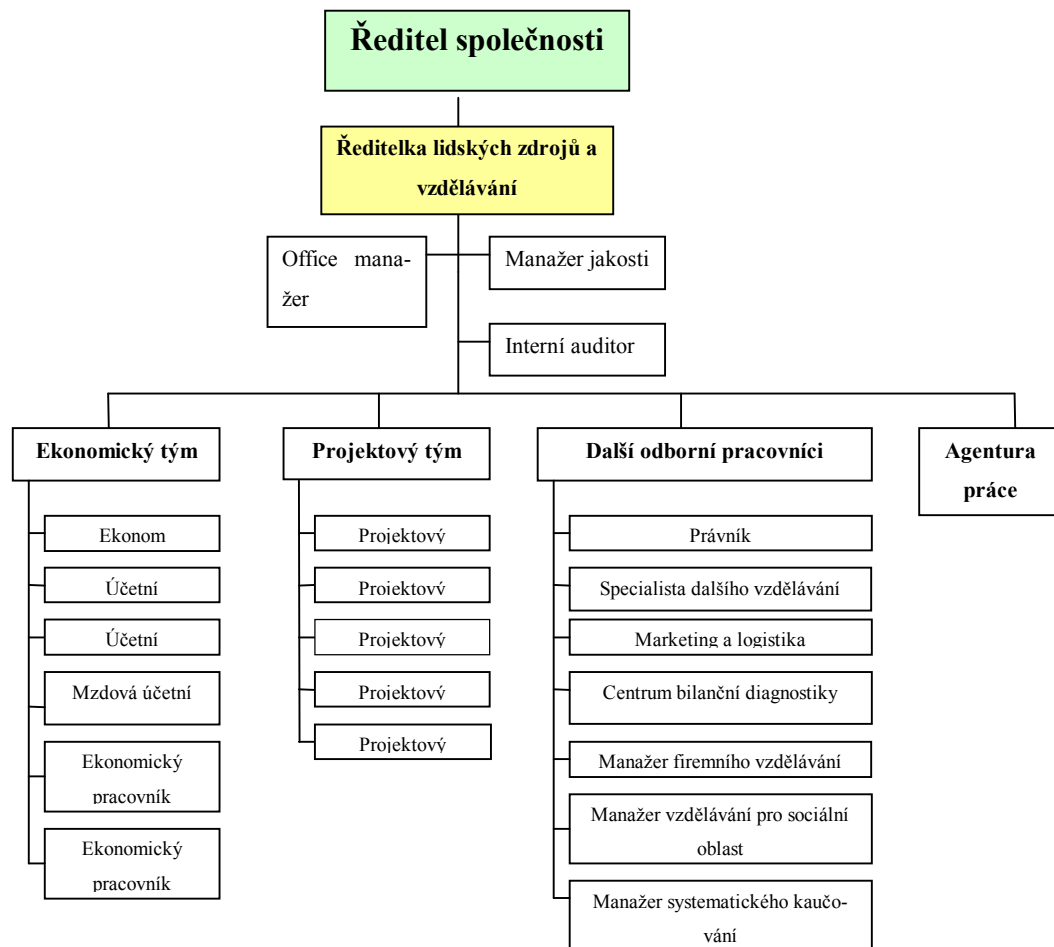 Ředitel společnosti
Ředitelka lidských zdrojů a
vzdělávání
Office mana-
žer
Manažer jakosti
Interní auditor
Ekonomický tým
Projektový tým
Další odborní pracovníci
Agentura
práce
Ekonom
Účetní
Účetní
Mzdová účetní
Ekonomický
pracovník
Ekonomický
pracovník
Projektový
Projektový
Projektový
Projektový
Projektový
Právník
Specialista dalšího vzdělávání
Marketing a logistika
Centrum bilanční diagnostiky
Manažer firemního vzdělávání
Manažer vzdělávání pro sociální
oblast
Manažer systematického kaučo-
vání